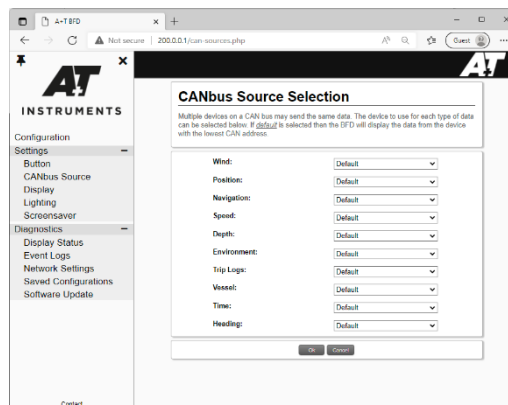 A+T BFD
Not secure | 200.0.0.1/can-sources.php
Guest
A+T
INSTRUMENTS
Configuration
Settings
Button
CANbus Source
Display
Lighting
Screensaver
Diagnostics
Display Status
Event Logs
Network Settings
Saved Configurations
Software Update
Contact
A+T
CANbus Source Selection
Multiple devices on a CAN bus may send the same data. The device to use for each type of data
can be selected below. If default is selected then the BFD will display the data from the device
with the lowest CAN address.
Wind: Default
Position: Default
Navigation: Default
Speed: Default
Depth: Default
Environment: Default
Trip Logs: Default
Vessel: Default
Time: Default
Heading: Default
Cancel